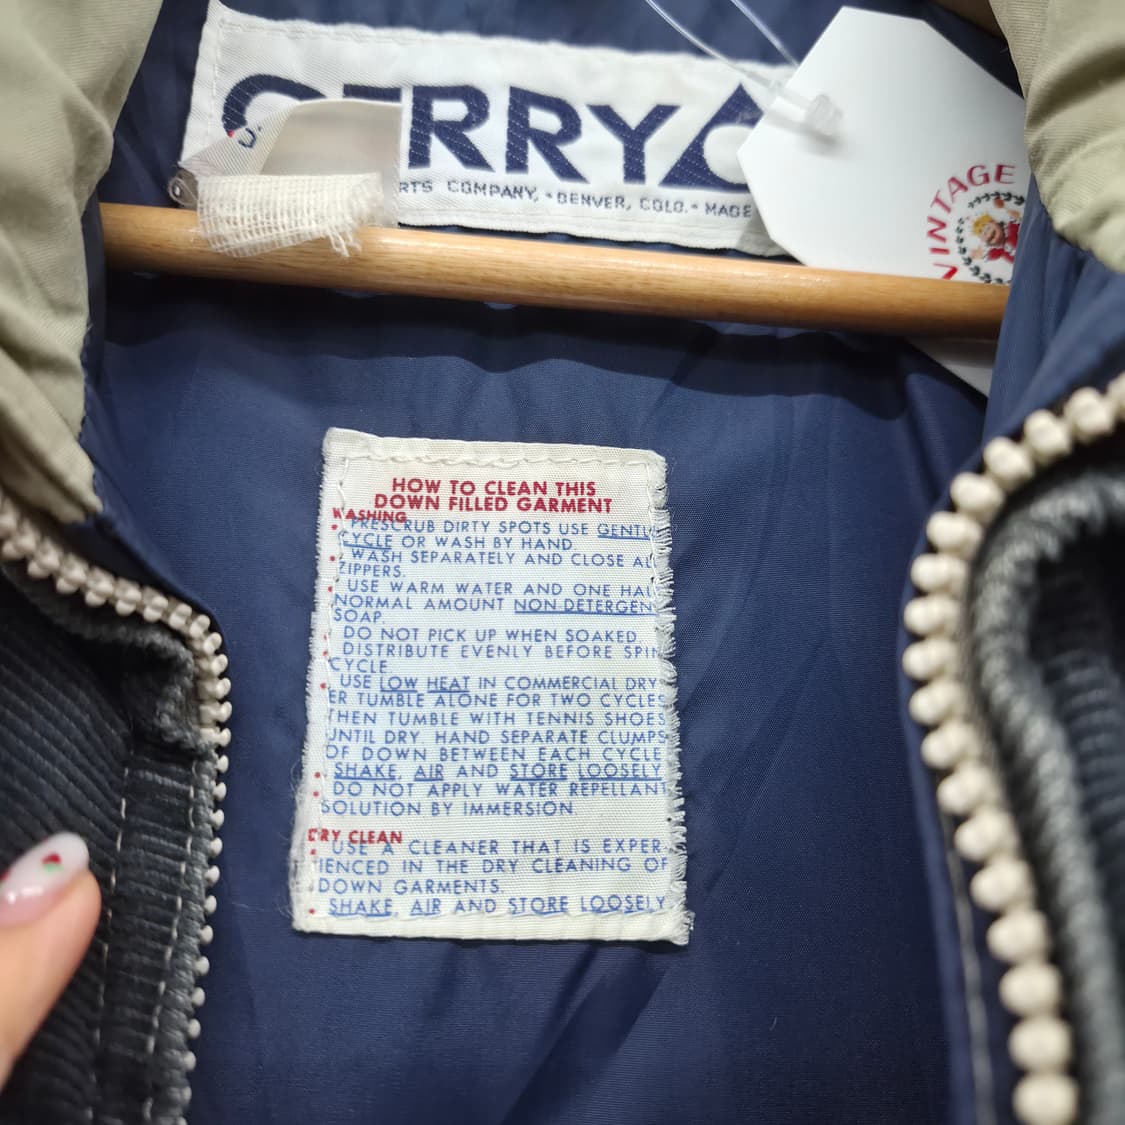 GERRY
RTS COMPANY, • DENVER, COLO. • MADE
VINTAGE
HOW TO CLEAN THIS
DOWN FILLED GARMENT
WASHING
• PRESCRUB DIRTY SPOTS USE GENTL
CYCLE OR WASH BY HAND.
• WASH SEPARATELY AND CLOSE AL
ZIPPERS.
• USE WARM WATER AND ONE HAL
NORMAL AMOUNT NON DETERGEN
SOAP.
DO NOT PICK UP WHEN SOAKED.
• DISTRIBUTE EVENLY BEFORE SPIN
CYCLE
• USE LOW HEAT IN COMMERCIAL DRY-
ER TUMBLE ALONE FOR TWO CYCLES
THEN TUMBLE WITH TENNIS SHOES
UNTIL DRY. HAND SEPARATE CLUMPS
OF DOWN BETWEEN EACH CYCLE
• SHAKE, AIR AND STORE LOOSELY
• DO NOT APPLY WATER REPELLANT
SOLUTION BY IMMERSION.
DRY CLEAN
• USE A CLEANER THAT IS EXPER-
IENCED IN THE DRY CLEANING OF
DOWN GARMENTS.
• SHAKE, AIR AND STORE LOOSELY.